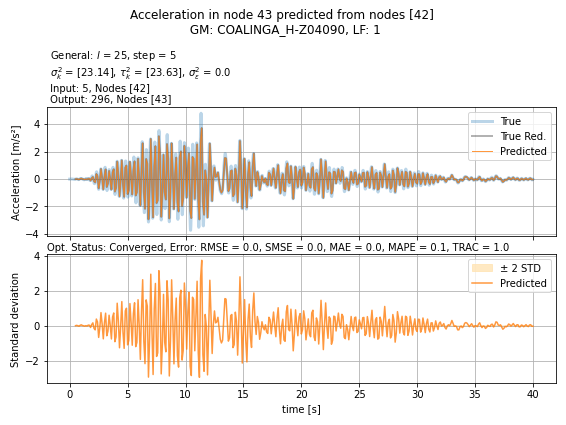 Acceleration in node 43 predicted from nodes [42]
GM: COALINGA_H-Z04090, LF: 1
General: l = 25, step = 5
σ²ₖ = [23.14], τ²ₖ = [23.63], σ²ε = 0.0
Input: 5, Nodes [42]
Output: 296, Nodes [43]
Acceleration [m/s²]
4
2
0
−2
−4
True
True Red.
Predicted
Opt. Status: Converged, Error: RMSE = 0.0, SMSE = 0.0, MAE = 0.0, MAPE = 0.1, TRAC = 1.0
Standard deviation
4
2
0
−2
± 2 STD
Predicted
0 5 10 15 20 25 30 35 40
time [s]